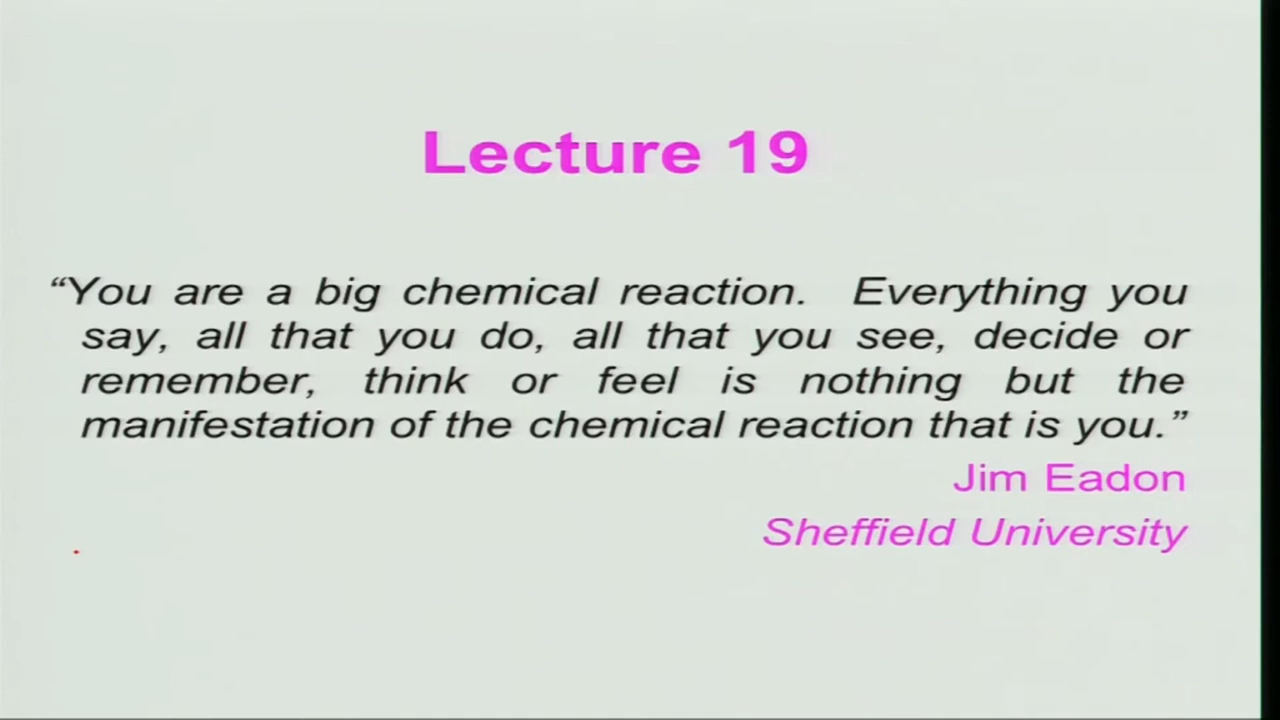 Lecture 19
“You are a big chemical reaction. Everything you
say, all that you do, all that you see, decide or
remember, think or feel is nothing but the
manifestation of the chemical reaction that is you.”
Jim Eadon
Sheffield University